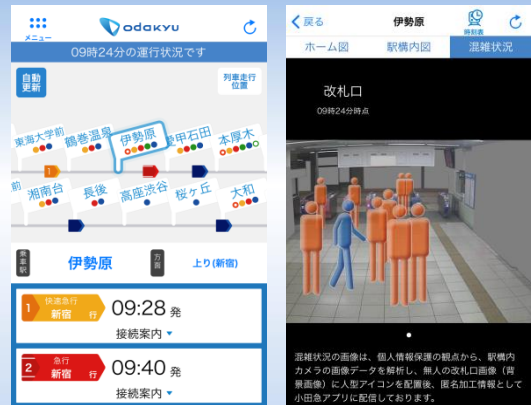 メニュー
odakyu
09時24分の運行状況です
自動
更新
列車走行
位置
東海大学前
鶴巻温泉
伊勢原
愛甲石田
本厚木
1
前
湘南台
長後
高座渋谷
桜ヶ丘
大和
乗車駅
伊勢原
方面
上り(新宿)
1
快速急行
新宿 行
09:28 発
接続案内 ▼
2
急行
新宿 行
09:40 発
接続案内 ▼
戻る
伊勢原
時刻表
ホーム図
駅構内図
混雑状況
改札口
09時24分時点
混雑状況の画像は、個人情報保護の観点から、駅構内
カメラの画像データを解析し、無人の改札口画像（背
景画像）に人型アイコンを配置後、匿名加工情報として
小田急アプリに配信しております。